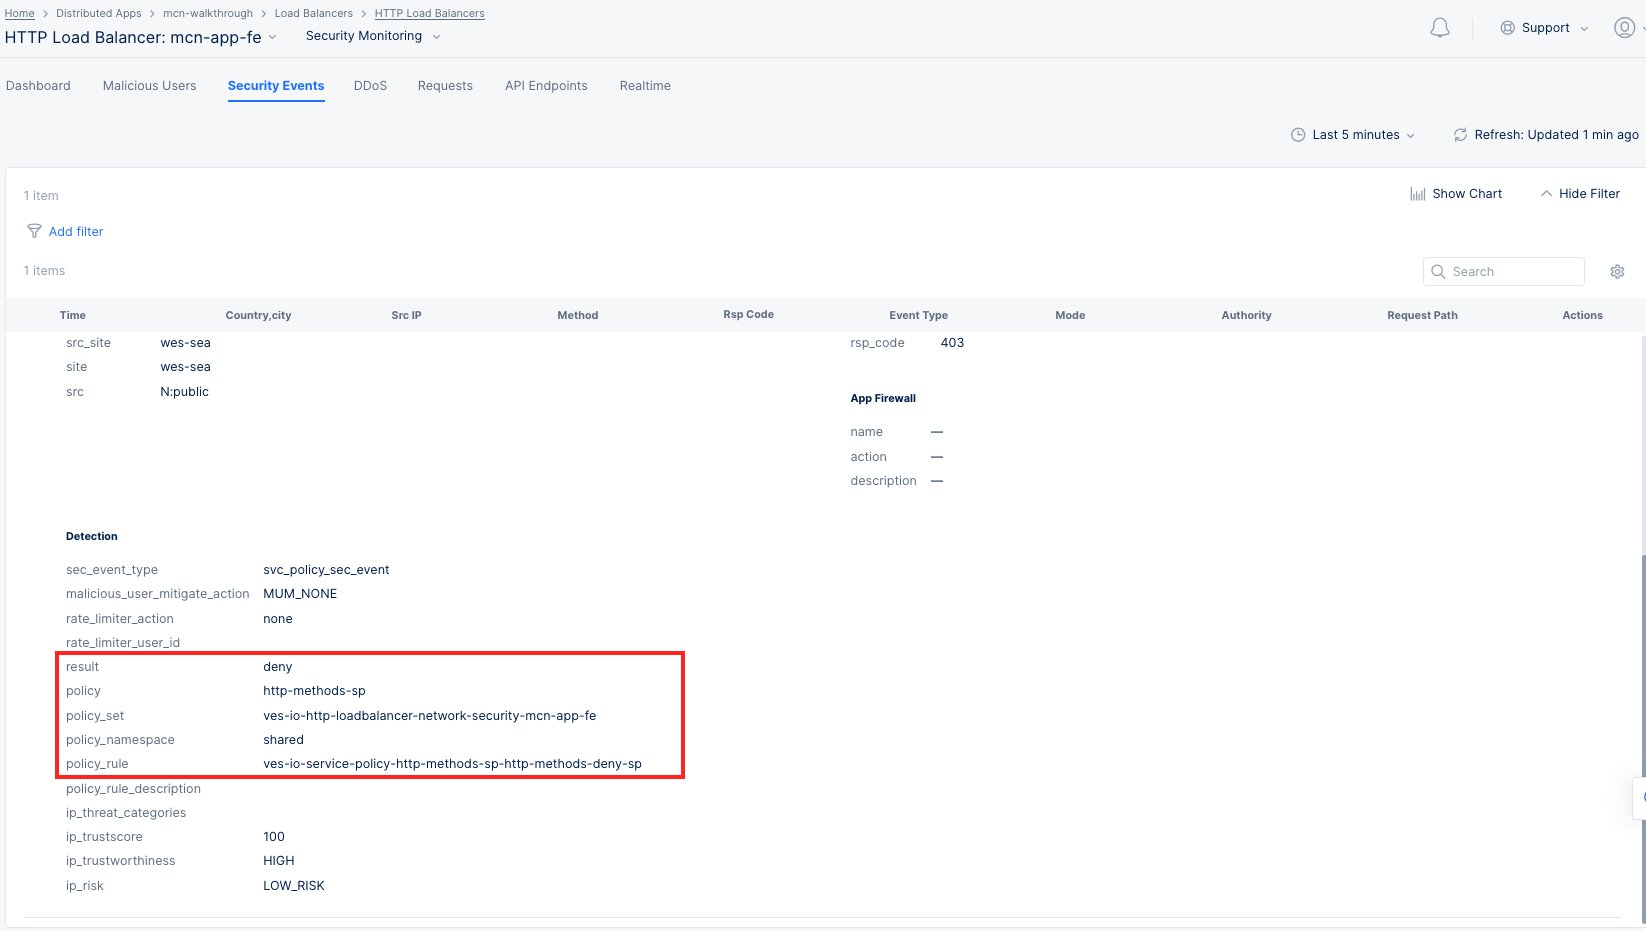 Home > Distributed Apps > mcn-walkthrough > Load Balancers > HTTP Load Balancers
HTTP Load Balancer: mcn-app-fe Security Monitoring
Support
Dashboard Malicious Users Security Events DDoS Requests API Endpoints Realtime
Last 5 minutes Refresh: Updated 1 min ago
1 item
Show Chart Hide Filter
Add filter
1 items
Search
Time Country,city Src IP Method Rsp Code Event Type Mode Authority Request Path Actions
src_site wes-sea
site wes-sea
src N:public
rsp_code 403
App Firewall
name —
action —
description —
Detection
sec_event_type svc_policy_sec_event
malicious_user_mitigate_action MUM_NONE
rate_limiter_action none
rate_limiter_user_id
result deny
policy http-methods-sp
policy_set ves-io-http-loadbalancer-network-security-mcn-app-fe
policy_namespace shared
policy_rule ves-io-service-policy-http-methods-sp-http-methods-deny-sp
policy_rule_description
ip_threat_categories
ip_trustscore 100
ip_trustworthiness HIGH
ip_risk LOW_RISK